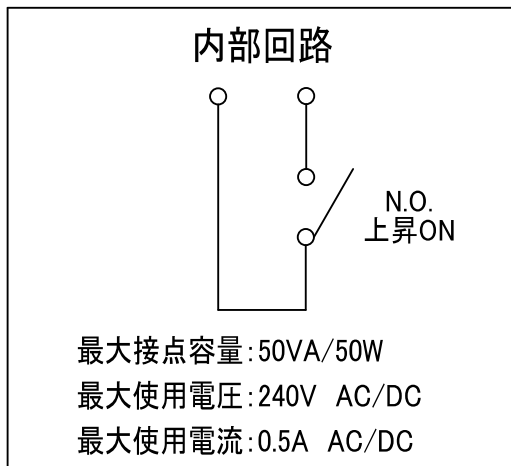 内部回路
N.O.
上昇ON
最大接点容量:50VA/50W
最大使用電圧:240V AC/DC
最大使用電流:0.5A AC/DC